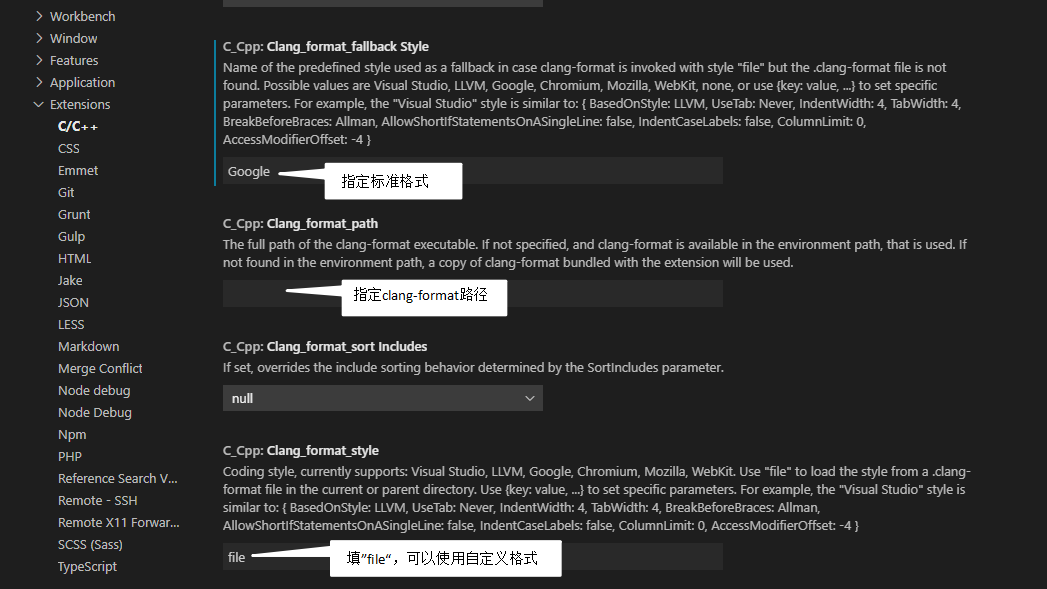 Workbench
Window
Features
Application
Extensions
C/C++
CSS
Emmet
Git
Grunt
Gulp
HTML
Jake
JSON
LESS
Markdown
Merge Conflict
Node debug
Node Debug
Npm
PHP
Reference Search V...
Remote - SSH
Remote X11 Forwar...
SCSS (Sass)
TypeScript
C_Cpp: Clang_format_fallback Style
Name of the predefined style used as a fallback in case clang-format is invoked with style "file" but the .clang-format file is not
found. Possible values are Visual Studio, LLVM, Google, Chromium, Mozilla, WebKit, none, or use {key: value, ...} to set specific
parameters. For example, the "Visual Studio" style is similar to: { BasedOnStyle: LLVM, UseTab: Never, IndentWidth: 4, TabWidth: 4,
BreakBeforeBraces: Allman, AllowShortIfStatementsOnASingleLine: false, IndentCaseLabels: false, ColumnLimit: 0,
AccessModifierOffset: -4 }
Google
指定标准格式
C_Cpp: Clang_format_path
The full path of the clang-format executable. If not specified, and clang-format is available in the environment path, that is used. If
not found in the environment path, a copy of clang-format bundled with the extension will be used.
指定clang-format路径
C_Cpp: Clang_format_sort Includes
If set, overrides the include sorting behavior determined by the SortIncludes parameter.
null
C_Cpp: Clang_format_style
Coding style, currently supports: Visual Studio, LLVM, Google, Chromium, Mozilla, WebKit. Use "file" to load the style from a .clang-
format file in the current or parent directory. Use {key: value, ...} to set specific parameters. For example, the "Visual Studio" style is
similar to: { BasedOnStyle: LLVM, UseTab: Never, IndentWidth: 4, TabWidth: 4, BreakBeforeBraces: Allman,
AllowShortIfStatementsOnASingleLine: false, IndentCaseLabels: false, ColumnLimit: 0, AccessModifierOffset: -4 }
file
填”file“，可以使用自定义格式